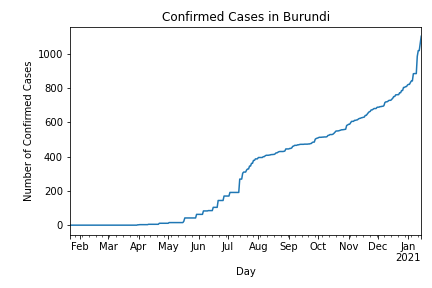 Confirmed Cases in Burundi
Number of Confirmed Cases
1000
800
600
400
200
0
Feb Mar Apr May Jun Jul Aug Sep Oct Nov Dec Jan
2021
Day